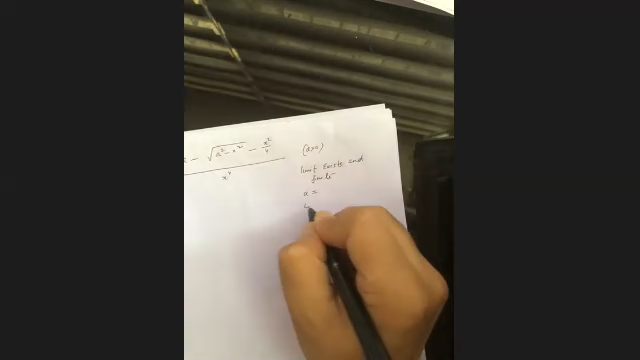 - √(a² - x²) - x²/4
x⁴
(a>0)
limit exists and
finite
a =
L